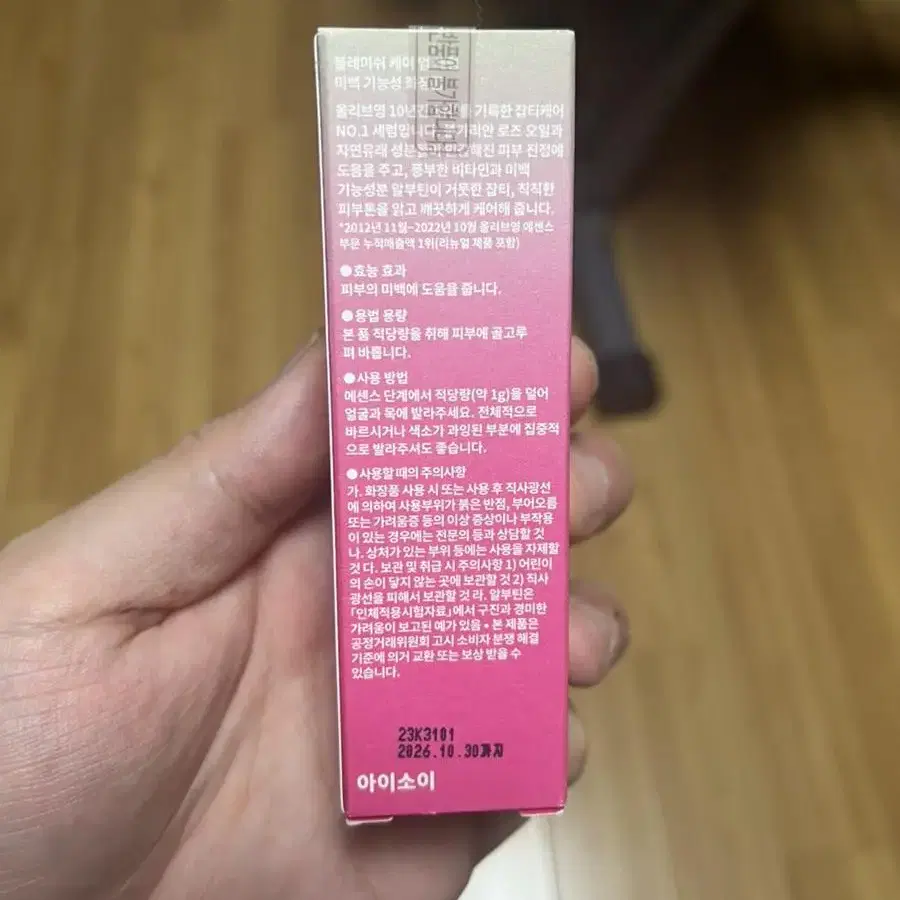 블레미쉬 케어 업
미백 기능성 화장
올리브영 10년간 1위를 기록한 잡티케어
NO.1 세럼입니다. 불가리안 로즈 오일과
자연유래 성분들이 민감해진 피부 진정에
도움을 주고, 풍부한 비타민과 미백
기능성분 알부틴이 거뭇한 잡티, 칙칙한
피부톤을 맑고 깨끗하게 케어해 줍니다.
*2012년 11월~2022년 10월 올리브영 에센스
부문 누적매출액 1위(리뉴얼 제품 포함)
●효능 효과
피부의 미백에 도움을 줍니다.
●용법 용량
본 품 적당량을 취해 피부에 골고루
펴 바릅니다.
●사용 방법
에센스 단계에서 적당량(약 1g)을 덜어
얼굴과 목에 발라주세요. 전체적으로
바르시거나 색소가 과잉된 부분에 집중적
으로 발라주셔도 좋습니다.
●사용할 때의 주의사항
가. 화장품 사용 시 또는 사용 후 직사광선
에 의하여 사용부위가 붉은 반점, 부어오름
또는 가려움증 등의 이상 증상이나 부작용
이 있는 경우에는 전문의 등과 상담할 것
나. 상처가 있는 부위 등에는 사용을 자제할
것 다. 보관 및 취급 시 주의사항 1) 어린이
의 손이 닿지 않는 곳에 보관할 것 2) 직사
광선을 피해서 보관할 것 라. 알부틴은
「인체적용시험자료」에서 구진과 경미한
가려움이 보고된 예가 있음 • 본 제품은
공정거래위원회 고시 소비자 분쟁 해결
기준에 의거 교환 또는 보상 받을 수
있습니다.
23K3101
2026.10.30까지
아이소이